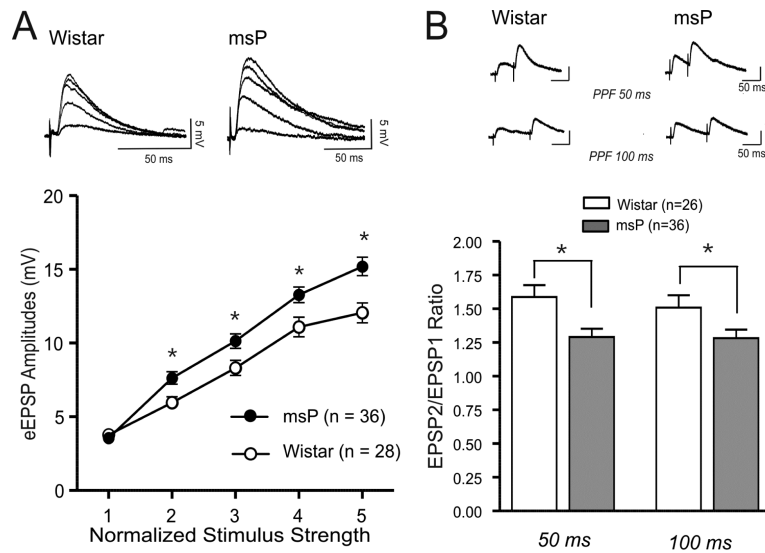 A
Wistar
msP
5 mV
50 ms
5 mV
50 ms
eEPSP Amplitudes (mV)
20
15
10
5
0
*
*
*
*
msP (n = 36)
Wistar (n = 28)
1 2 3 4 5
Normalized Stimulus Strength
B
Wistar
msP
50 ms
PPF 50 ms
50 ms
PPF 100 ms
Wistar (n=26)
msP (n=36)
EPSP2/EPSP1 Ratio
2.00
1.75
1.50
1.25
1.00
0.75
0.50
0.25
0.00
*
*
50 ms
100 ms